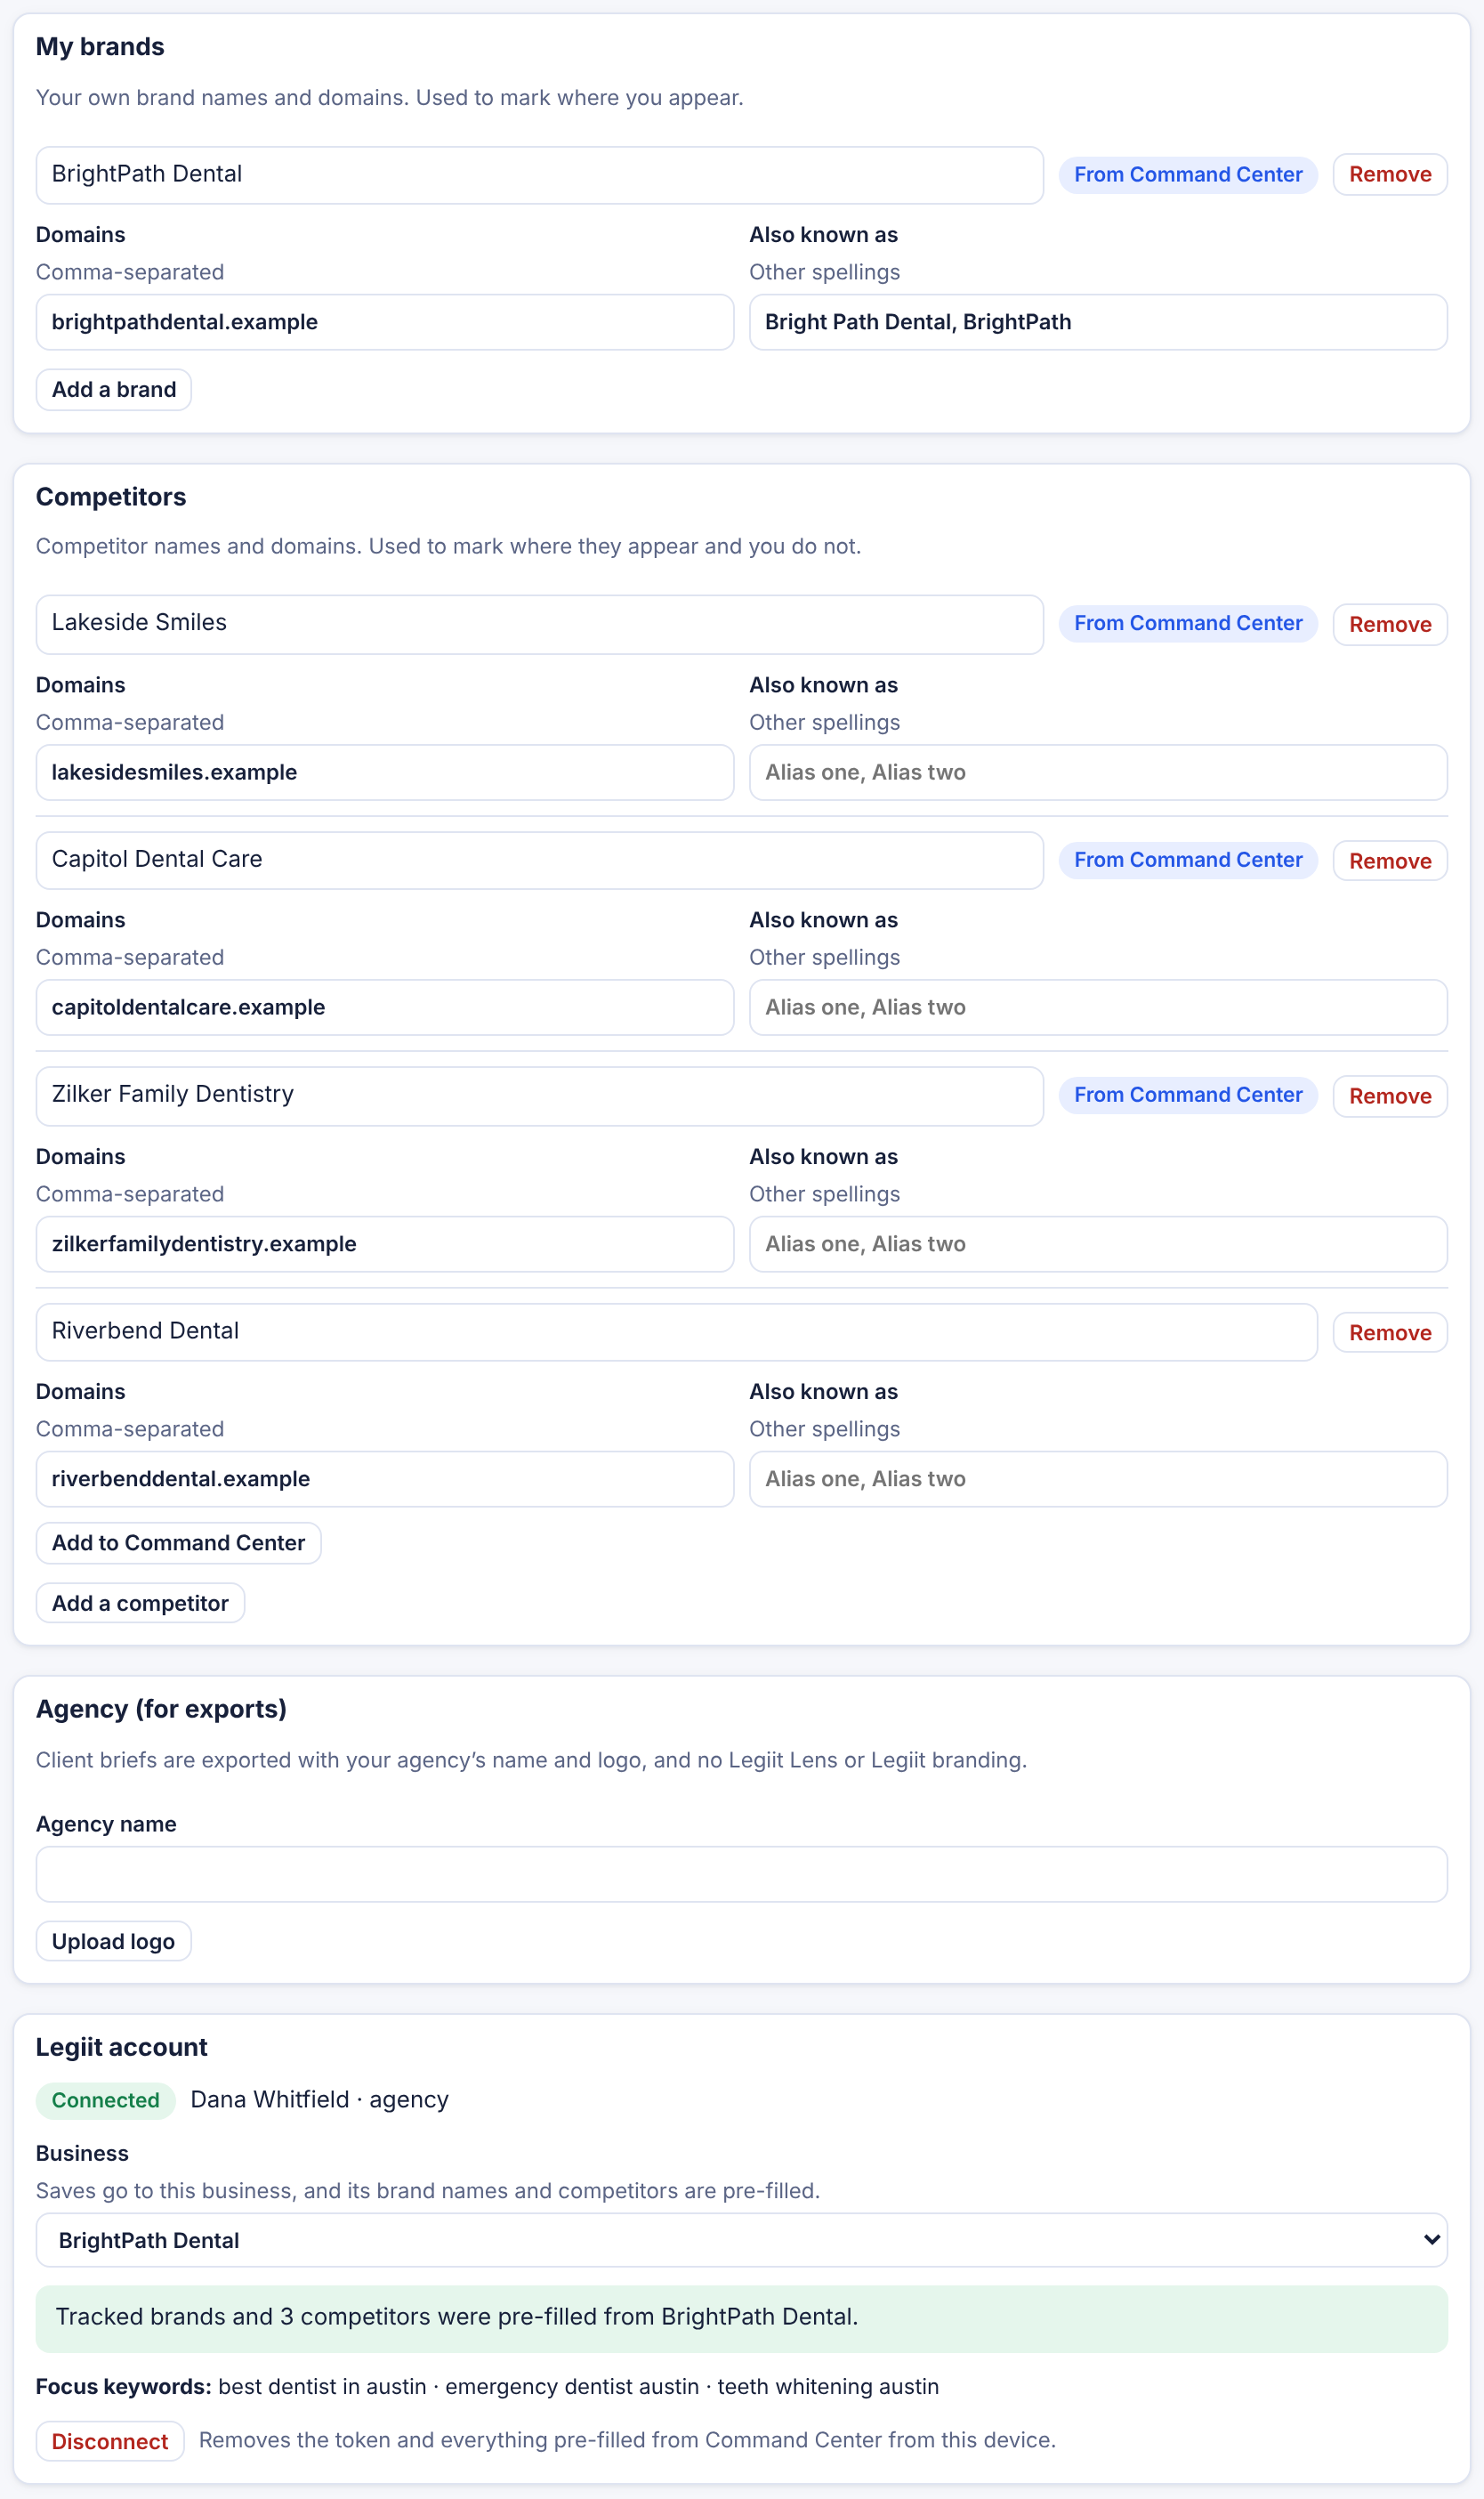 My brands
Your own brand names and domains. Used to mark where you appear.
BrightPath Dental
From Command Center
Remove
Domains
Comma-separated
brightpathdental.example
Also known as
Other spellings
Bright Path Dental, BrightPath
Add a brand
Competitors
Competitor names and domains. Used to mark where they appear and you do not.
Lakeside Smiles
From Command Center
Remove
Domains
Comma-separated
lakesidesmiles.example
Also known as
Other spellings
Alias one, Alias two
Capitol Dental Care
From Command Center
Remove
Domains
Comma-separated
capitoldentalcare.example
Also known as
Other spellings
Alias one, Alias two
Zilker Family Dentistry
From Command Center
Remove
Domains
Comma-separated
zilkerfamilydentistry.example
Also known as
Other spellings
Alias one, Alias two
Riverbend Dental
Remove
Domains
Comma-separated
riverbenddental.example
Also known as
Other spellings
Alias one, Alias two
Add to Command Center
Add a competitor
Agency (for exports)
Client briefs are exported with your agency’s name and logo, and no Legiit Lens or Legiit branding.
Agency name
Upload logo
Legiit account
Connected
Dana Whitfield · agency
Business
Saves go to this business, and its brand names and competitors are pre-filled.
BrightPath Dental
Tracked brands and 3 competitors were pre-filled from BrightPath Dental.
Focus keywords: best dentist in austin · emergency dentist austin · teeth whitening austin
Disconnect
Removes the token and everything pre-filled from Command Center from this device.